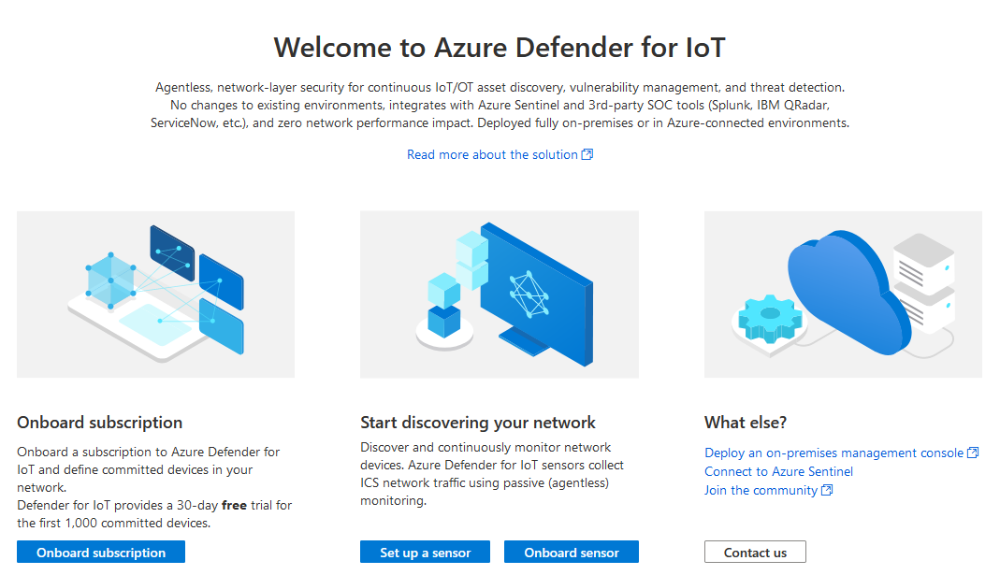 Welcome to Azure Defender for IoT
Agentless, network-layer security for continuous IoT/OT asset discovery, vulnerability management, and threat detection.
No changes to existing environments, integrates with Azure Sentinel and 3rd-party SOC tools (Splunk, IBM QRadar,
ServiceNow, etc.), and zero network performance impact. Deployed fully on-premises or in Azure-connected environments.
Read more about the solution
Onboard subscription
Onboard a subscription to Azure Defender for
IoT and define committed devices in your
network.
Defender for IoT provides a 30-day free trial for
the first 1,000 committed devices.
Onboard subscription
Start discovering your network
Discover and continuously monitor network
devices. Azure Defender for IoT sensors collect
ICS network traffic using passive (agentless)
monitoring.
Set up a sensor
Onboard sensor
What else?
Deploy an on-premises management console
Connect to Azure Sentinel
Join the community
Contact us